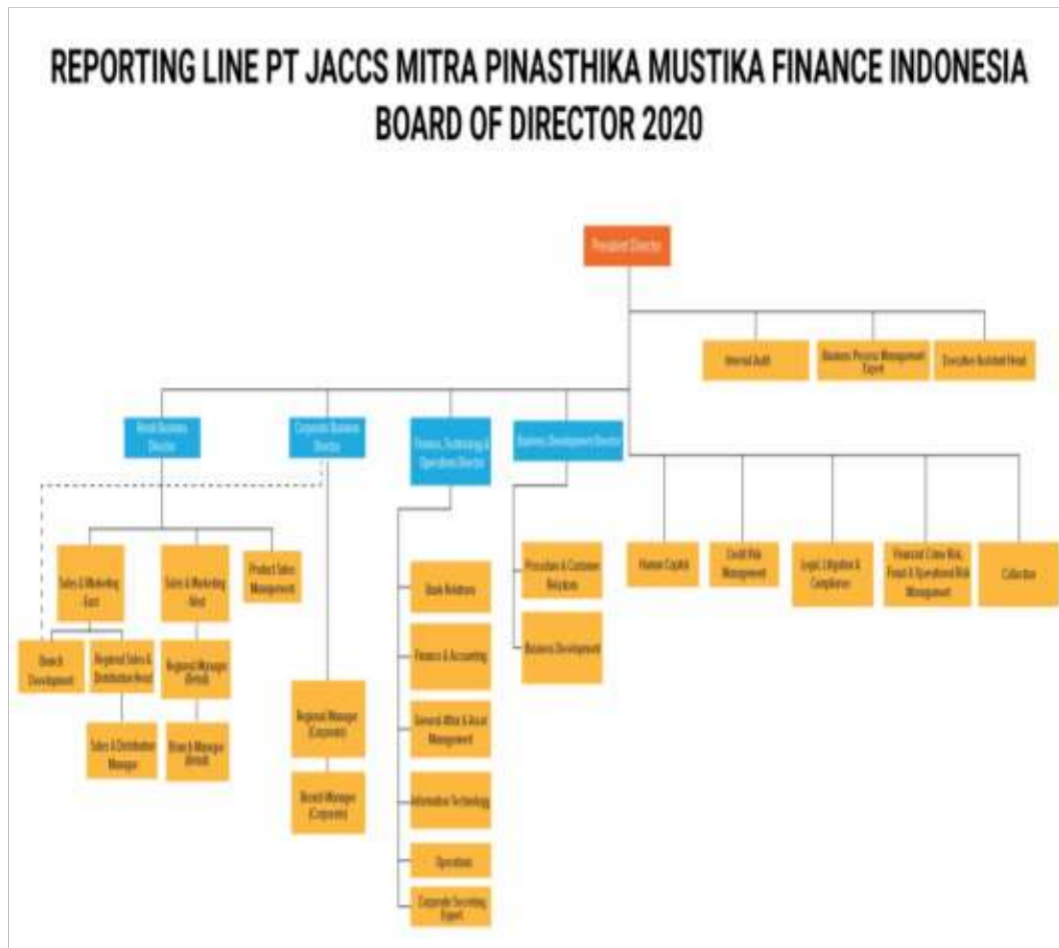 REPORTING LINE PT JACCS MITRA PINASTHIKA MUSTIKA FINANCE INDONESIA
BOARD OF DIRECTOR 2020
President Director
Internal Audit
Business Process Management
Expert
Executive Assistant Head
Retail Business
Director
Corporate Business
Director
Finance, Technology &
Operations Director
Business Development Director
Sales & Marketing
East
Sales & Marketing
West
Product Sales
Management
Bank Relations
Procedure & Customer
Relations
Human Capital
Credit Risk
Management
Legal, Litigation &
Compliance
Financial Crime Risk,
Fraud & Operational Risk
Management
Collection
Branch
Development
Regional Sales &
Distribution Head
Regional Manager
(Retail)
Finance & Accounting
Business Development
Sales & Distribution
Manager
Branch Manager
(Retail)
Regional Manager
(Corporate)
General Affair & Asset
Management
Branch Manager
(Corporate)
Information Technology
Operations
Corporate Secretary
Expert